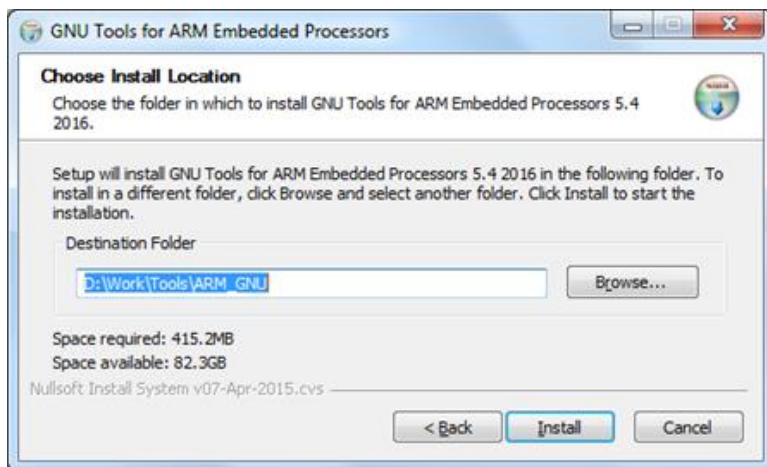 GNU Tools for ARM Embedded Processors
Choose Install Location
Choose the folder in which to install GNU Tools for ARM Embedded Processors 5.4
2016.
Setup will install GNU Tools for ARM Embedded Processors 5.4 2016 in the following folder. To
install in a different folder, click Browse and select another folder. Click Install to start the
installation.
Destination Folder
D:\Work\Tools\ARM_GNU
Browse...
Space required: 415.2MB
Space available: 82.3GB
Nullsoft Install System v07-Apr-2015.cvs
< Back
Install
Cancel